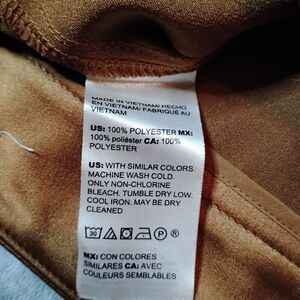 MADE IN VIETNAM/ HECHO
EN VIETNAM/ FABRIQUÉ AU
VIETNAM
US: 100% POLYESTER MX:
100% poliéster CA: 100%
POLYESTER
US: WITH SIMILAR COLORS.
MACHINE WASH COLD.
ONLY NON-CHLORINE
BLEACH. TUMBLE DRY LOW.
COOL IRON. MAY BE DRY
CLEANED
30 P
MX: CON COLORES
SIMILARES CA: AVEC
COULEURS SEMBLABLES